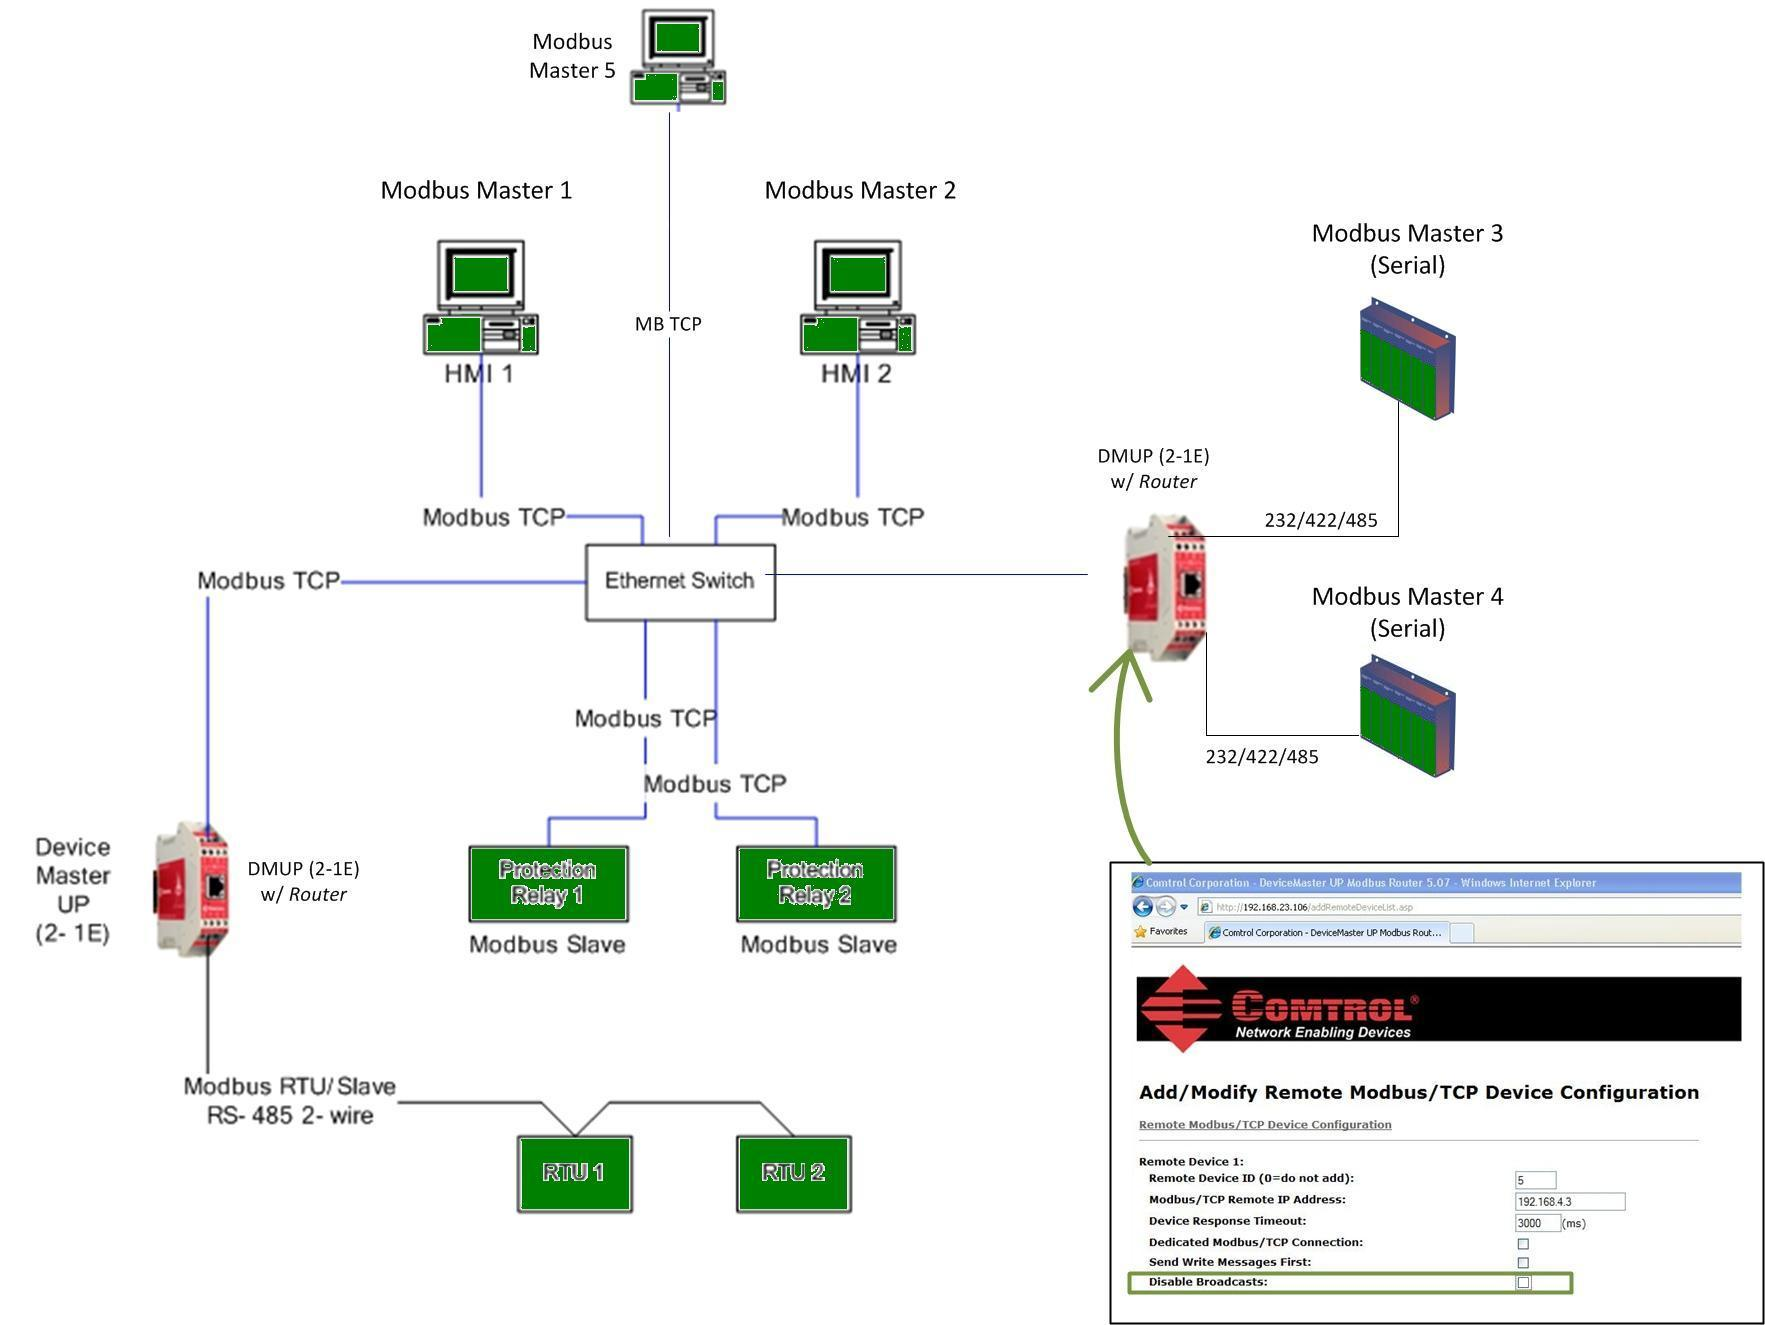 Modbus
Master 5
Modbus Master 1
Modbus Master 2
Modbus Master 3
(Serial)
MB TCP
HMI 1
HMI 2
DMUP (2-1E)
w/ Router
232/422/485
Modbus TCP
Modbus TCP
Modbus TCP
Ethernet Switch
Modbus Master 4
(Serial)
232/422/485
Modbus TCP
Modbus TCP
Device
Master
UP
(2- 1E)
DMUP (2-1E)
w/ Router
Protection
Relay 1
Modbus Slave
Protection
Relay 2
Modbus Slave
Modbus RTU/Slave
RS- 485 2- wire
RTU 1
RTU 2
Comtrol Corporation - DeviceMaster UP Modbus Router 5.07 - Windows Internet Explorer
http://192.168.23.106/addRemoteDeviceList.asp
Favorites
Comtrol Corporation - DeviceMaster UP Modbus Rout...
COMTROL®
Network Enabling Devices
Add/Modify Remote Modbus/TCP Device Configuration
Remote Modbus/TCP Device Configuration
Remote Device 1:
Remote Device ID (0=do not add): 5
Modbus/TCP Remote IP Address: 192.168.4.3
Device Response Timeout: 3000 (ms)
Dedicated Modbus/TCP Connection:
Send Write Messages First:
Disable Broadcasts: